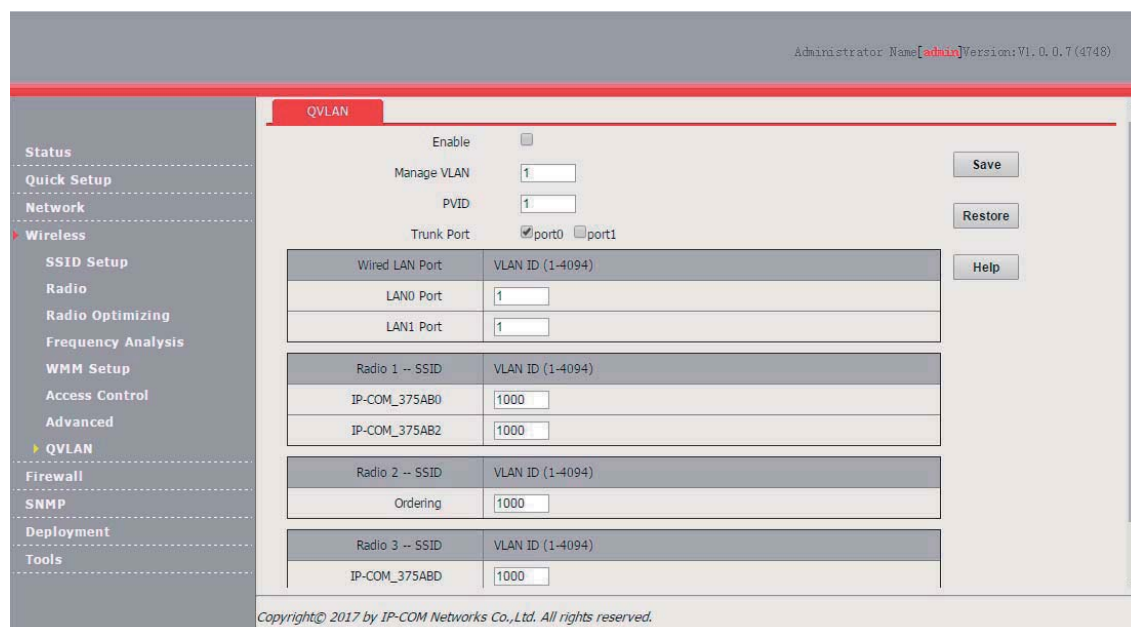 Administrator Name[admin]Version:V1.0.0.7(4748)
Status
Quick Setup
Network
Wireless
SSID Setup
Radio
Radio Optimizing
Frequency Analysis
WMM Setup
Access Control
Advanced
QVLAN
Firewall
SNMP
Deployment
Tools
QVLAN
Enable
Manage VLAN 1
PVID 1
Trunk Port port0 port1
Wired LAN Port VLAN ID (1-4094)
LAN0 Port 1
LAN1 Port 1
Radio 1 -- SSID VLAN ID (1-4094)
IP-COM_375AB0 1000
IP-COM_375AB2 1000
Radio 2 -- SSID VLAN ID (1-4094)
Ordering 1000
Radio 3 -- SSID VLAN ID (1-4094)
IP-COM_375ABD 1000
Save
Restore
Help
Copyright© 2017 by IP-COM Networks Co.,Ltd. All rights reserved.